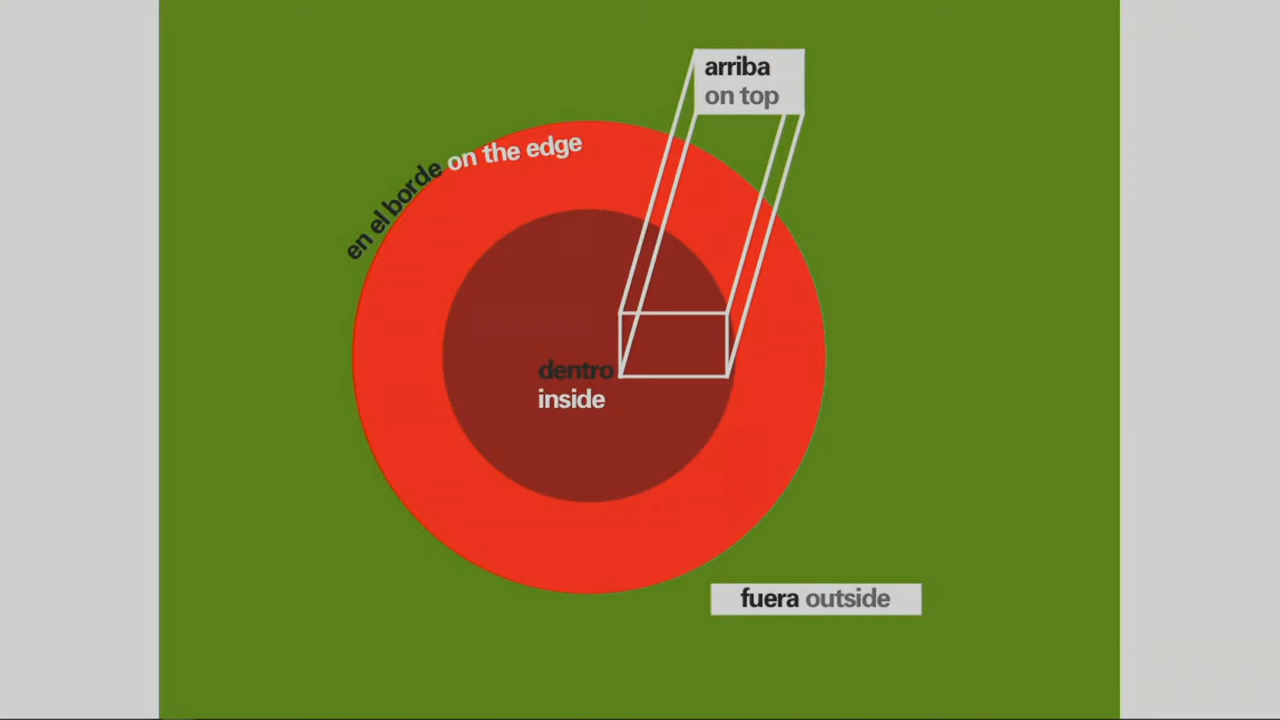 arriba
on top
en el borde on the edge
dentro
inside
fuera outside